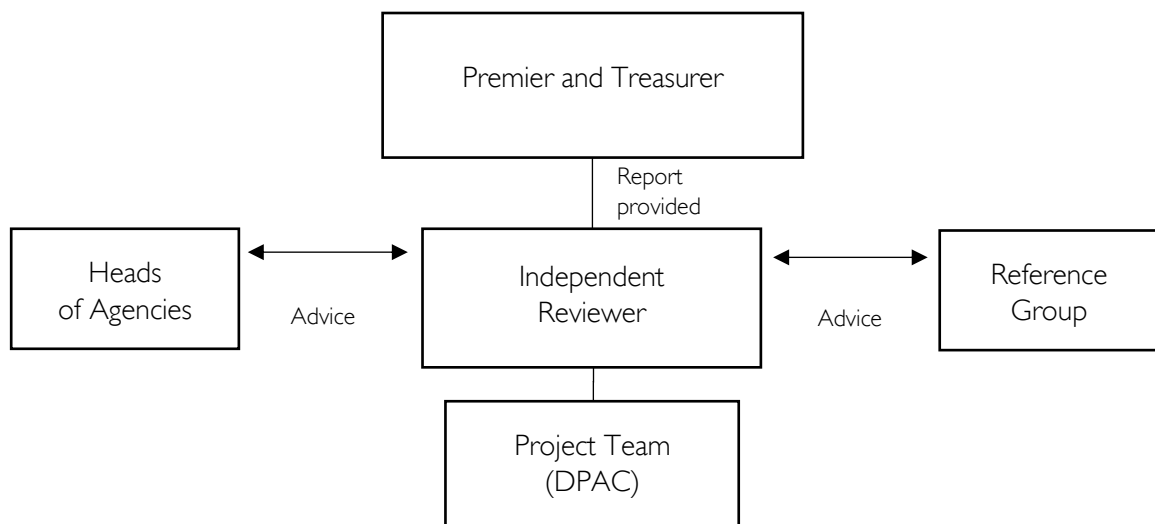 Premier and Treasurer
Report
provided
Heads
of Agencies
Advice
Independent
Reviewer
Advice
Reference
Group
Project Team
(DPAC)